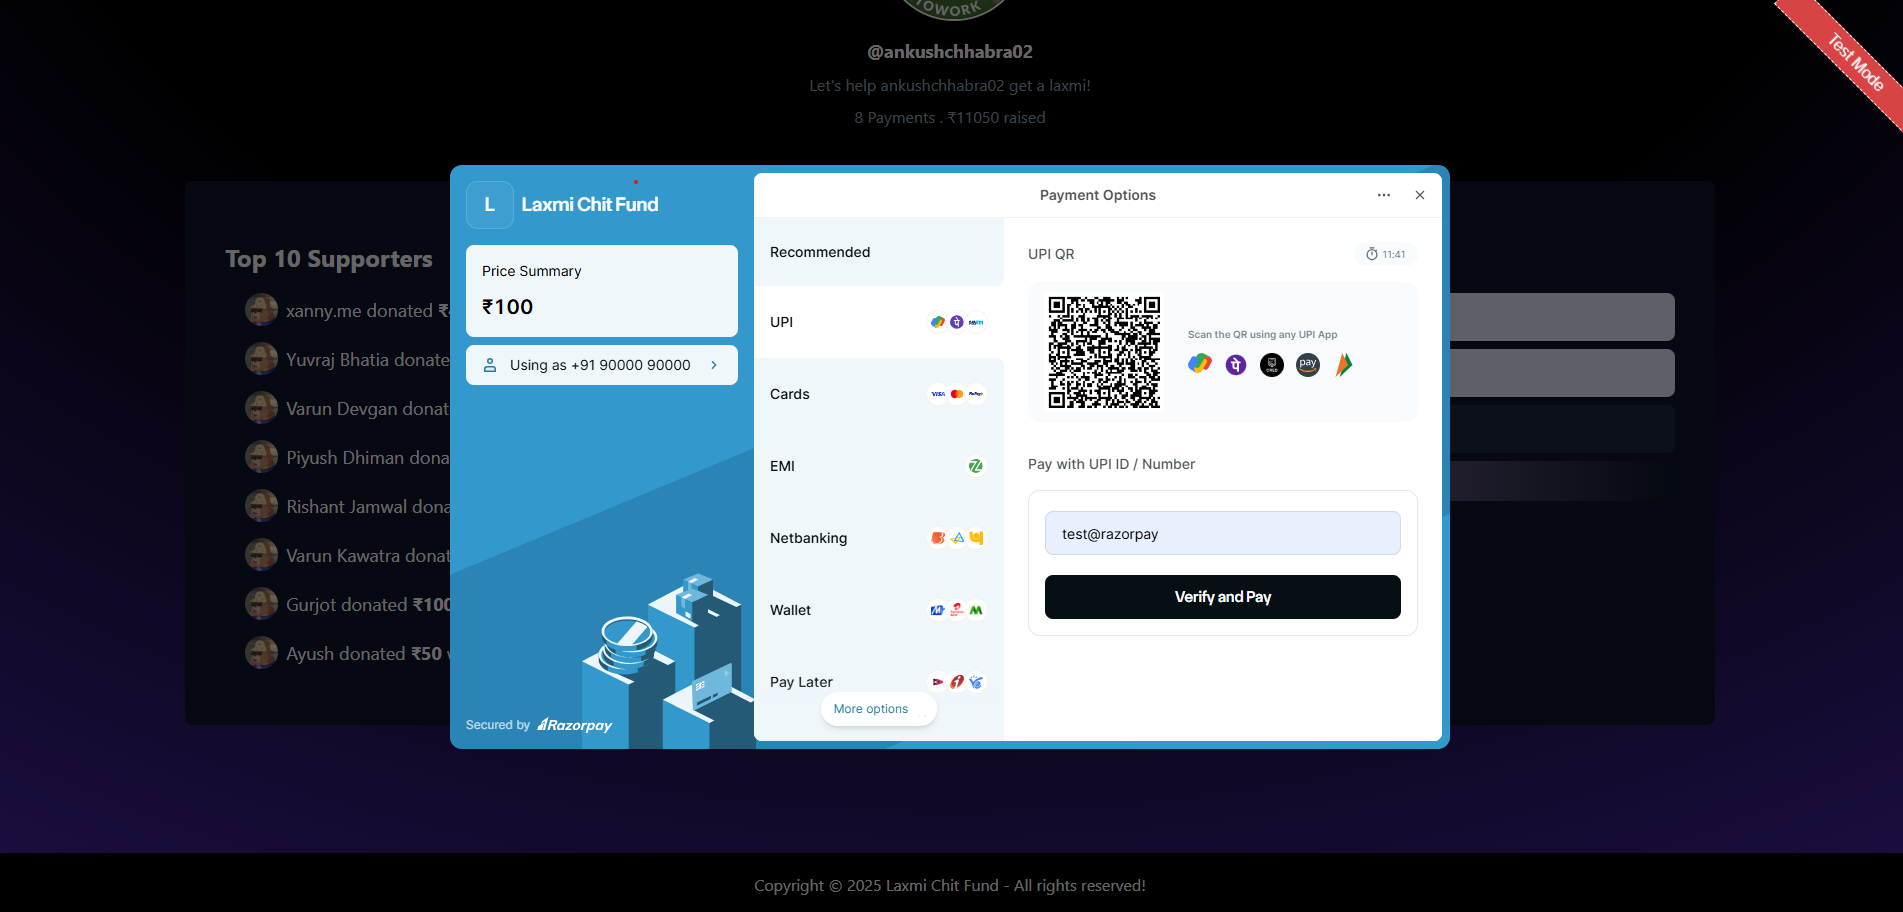 TOWORK
@ankushchhabra02
Let's help ankushchhabra02 get a laxmi!
8 Payments . ₹11050 raised
Test Mode
Top 10 Supporters
xanny.me donated
Yuvraj Bhatia donate
Varun Devgan donat
Piyush Dhiman dona
Rishant Jamwal dona
Varun Kawatra donat
Gurjot donated ₹100
Ayush donated ₹50
L
Laxmi Chit Fund
Price Summary
₹100
Using as +91 90000 90000
Secured by Razorpay
Payment Options
Recommended
UPI
Cards
VISA
EMI
Netbanking
Wallet
Pay Later
More options
UPI QR
11:41
Scan the QR using any UPI App
CRED
pay
Pay with UPI ID / Number
test@razorpay
Verify and Pay
Copyright © 2025 Laxmi Chit Fund - All rights reserved!